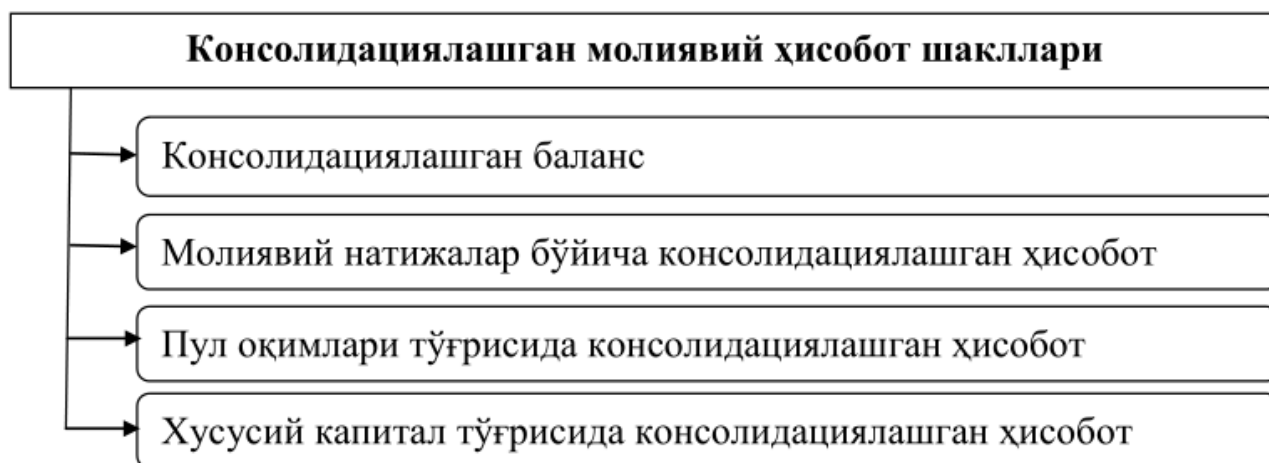 Консолидациялашган молиявий ҳисобот шакллари
Консолидациялашган баланс
Молиявий натижалар бўйича консолидациялашган ҳисобот
Пул оқимлари тўғрисида консолидациялашган ҳисобот
Хусусий капитал тўғрисида консолидациялашган ҳисобот